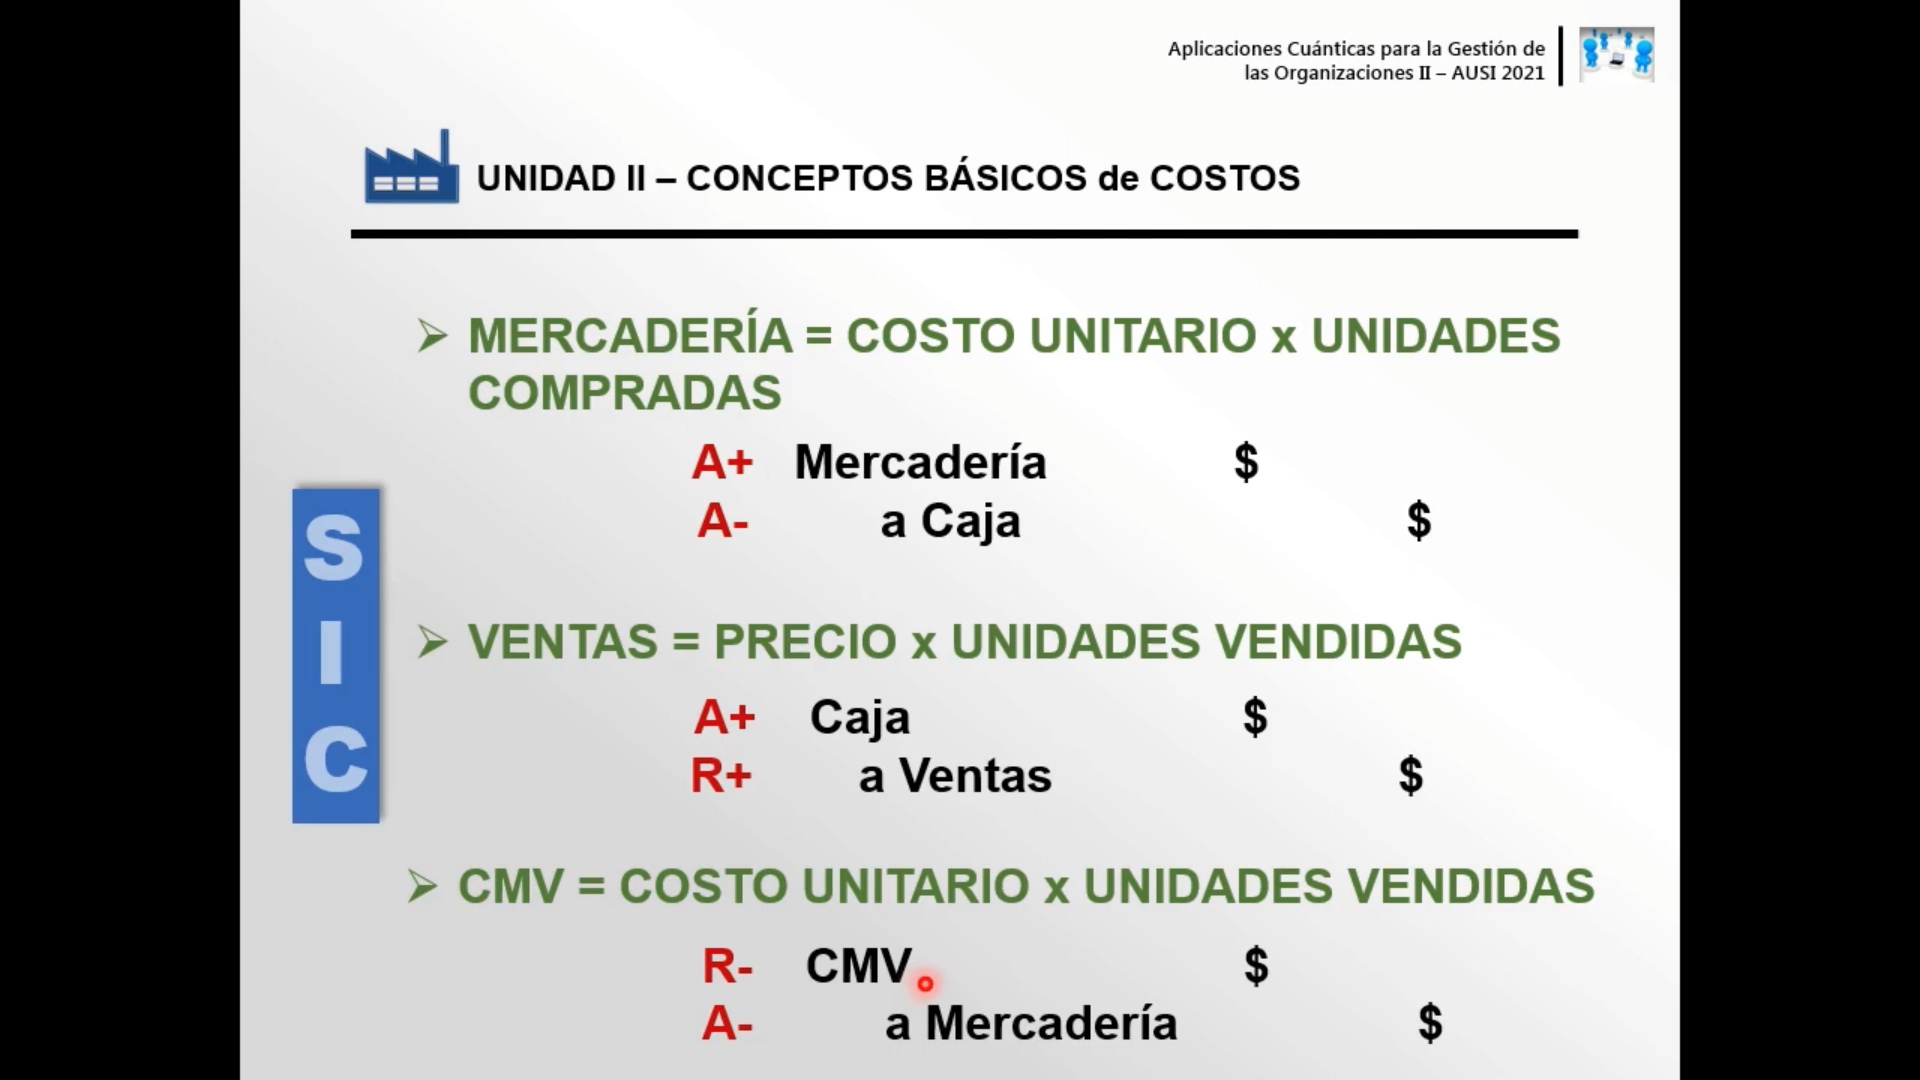 Aplicaciones Cuánticas para la Gestión de
las Organizaciones II – AUSI 2021
UNIDAD II – CONCEPTOS BÁSICOS de COSTOS
➢ MERCADERÍA = COSTO UNITARIO x UNIDADES
COMPRADAS
A+ Mercadería $
A- a Caja $
S
I
C
➢ VENTAS = PRECIO x UNIDADES VENDIDAS
A+ Caja $
R+ a Ventas $
➢ CMV = COSTO UNITARIO x UNIDADES VENDIDAS
R- CMV $
A- a Mercadería $